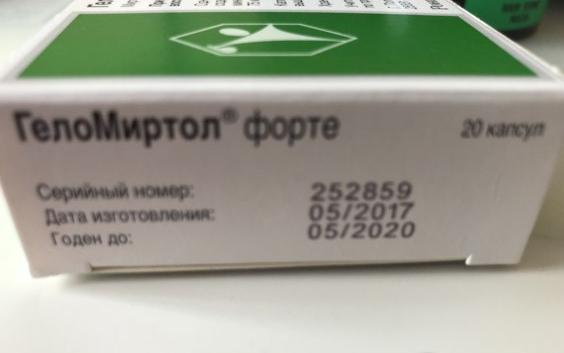 ГелоМиртол® форте
20 капсул
Серийный номер: 252859
Дата изготовления: 05/2017
Годен до: 05/2020